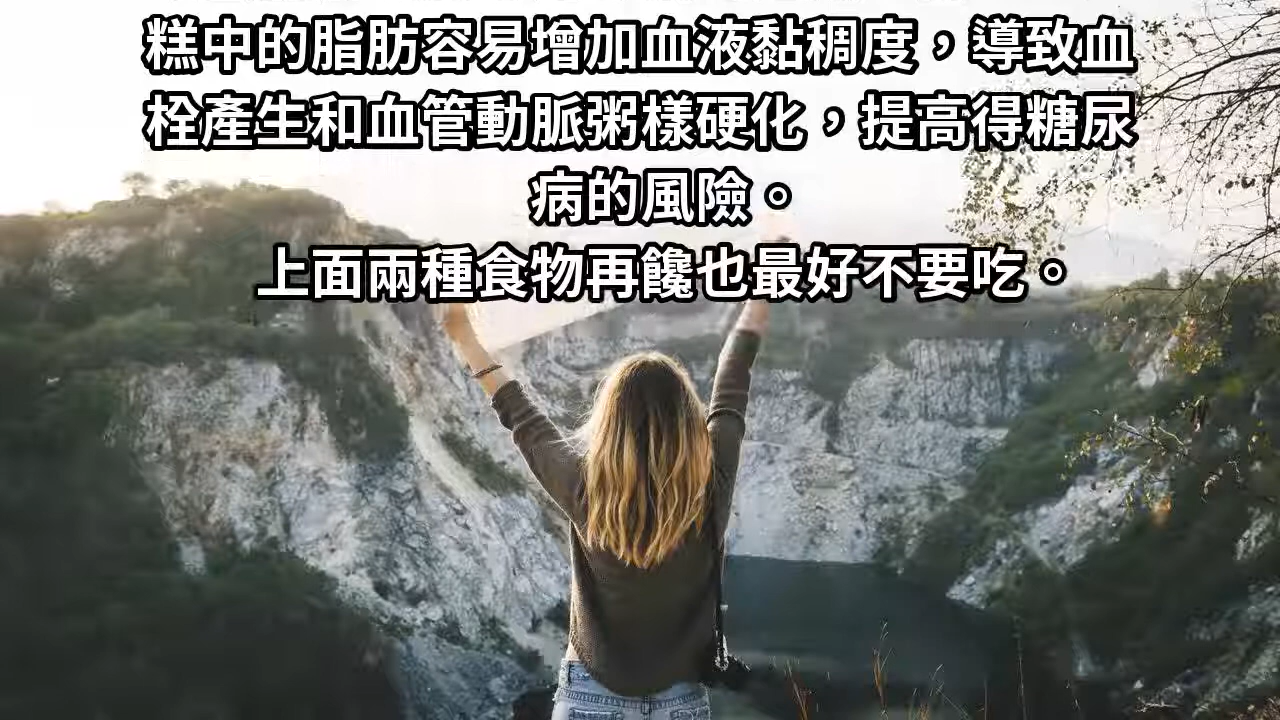 糕中的脂肪容易增加血液黏稠度，導致血
栓產生和血管動脈粥樣硬化，提高得糖尿
病的風險。
上面兩種食物再饞也最好不要吃。